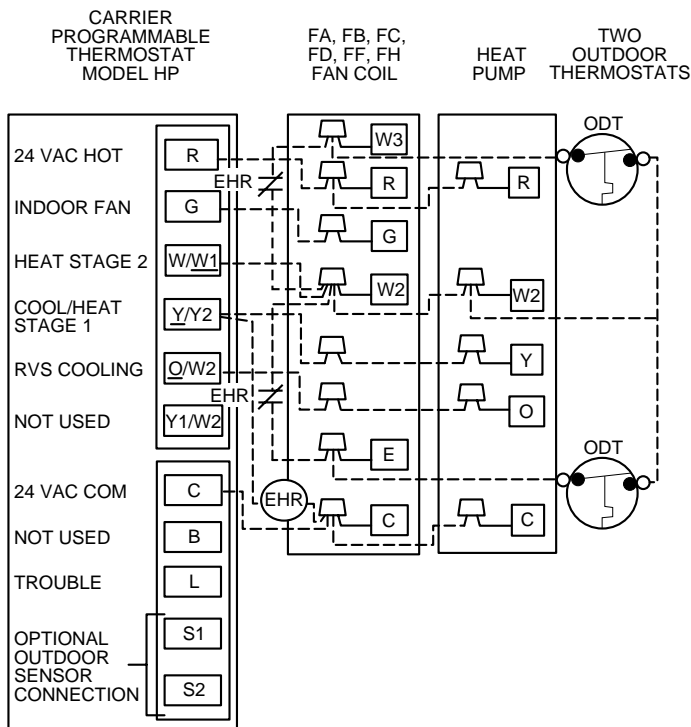 CARRIER
PROGRAMMABLE
THERMOSTAT
MODEL HP
FA, FB, FC,
FD, FF, FH
FAN COIL
HEAT
PUMP
TWO
OUTDOOR
THERMOSTATS
24 VAC HOT
R
INDOOR FAN
G
HEAT STAGE 2
W/W1
COOL/HEAT
STAGE 1
Y/Y2
RVS COOLING
O/W2
NOT USED
Y1/W2
24 VAC COM
C
NOT USED
B
TROUBLE
L
OPTIONAL
OUTDOOR
SENSOR
CONNECTION
S1
S2
EHR
EHR
EHR
W3
R
G
W2
E
C
R
W2
Y
O
C
ODT
ODT